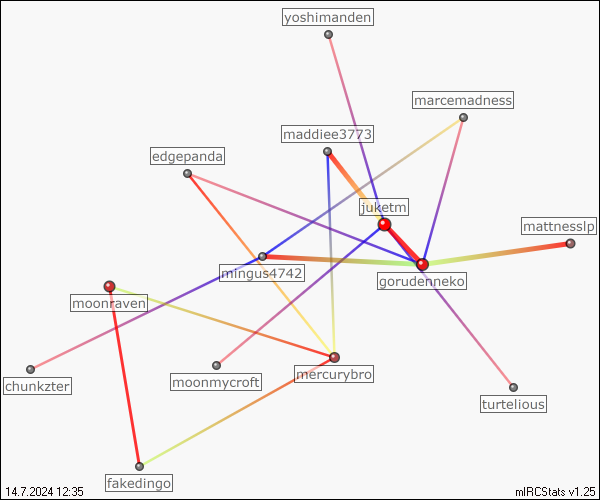 yoshimanden
marcemadness
maddiee3773
edgepanda
juketm
mattnesslp
mingus4742
gorudenneko
moonraven
mercurybro
moonmycroft
chunkzter
turtelious
fakedingo
14.7.2024 12:35
mIRCStats v1.25